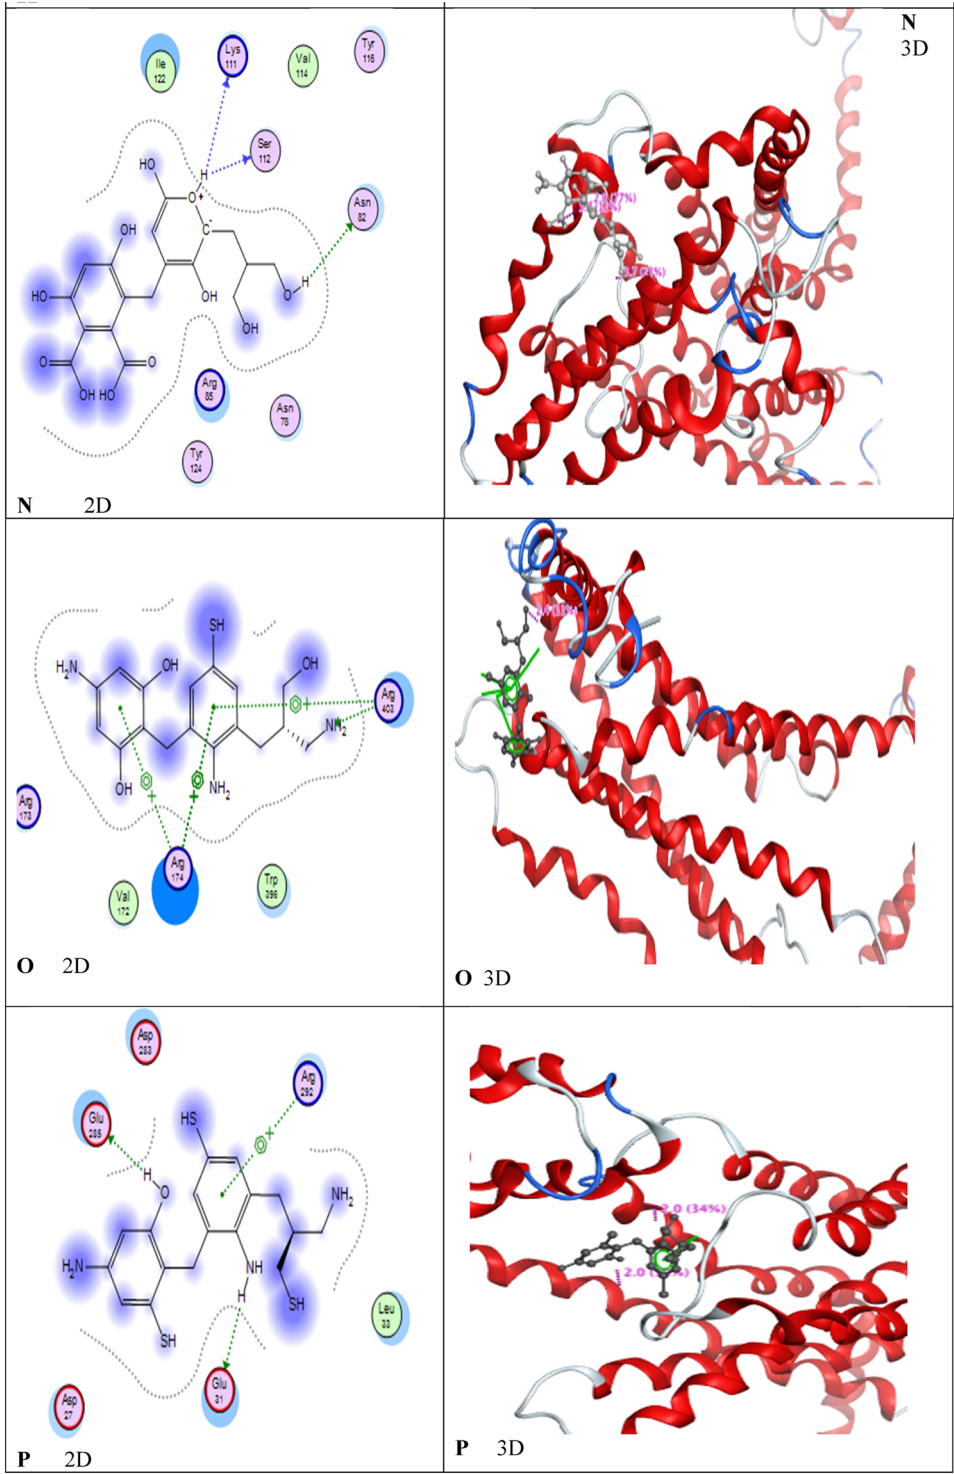 N
3D
Ile
122
Lys
111
Val
114
Tyr
116
Ser
112
Asn
82
HO
H
O
+
C
-
OH
HO
OH
H
O
OH
O
O
OH HO
Arg
85
Asn
78
Tyr
124
N 2D
SH
H₂N
OH
OH
NH₂
OH
NH₂
Arg
403
Arg
173
Arg
174
Val
172
Trp
396
O 2D
O 3D
Asp
283
Arg
292
Glu
285
HS
H
O
NH₂
H₂N
NH
H
SH
SH
Leu
33
Glu
31
Asp
27
P 2D
2.0 (34%)
2.0
P 3D